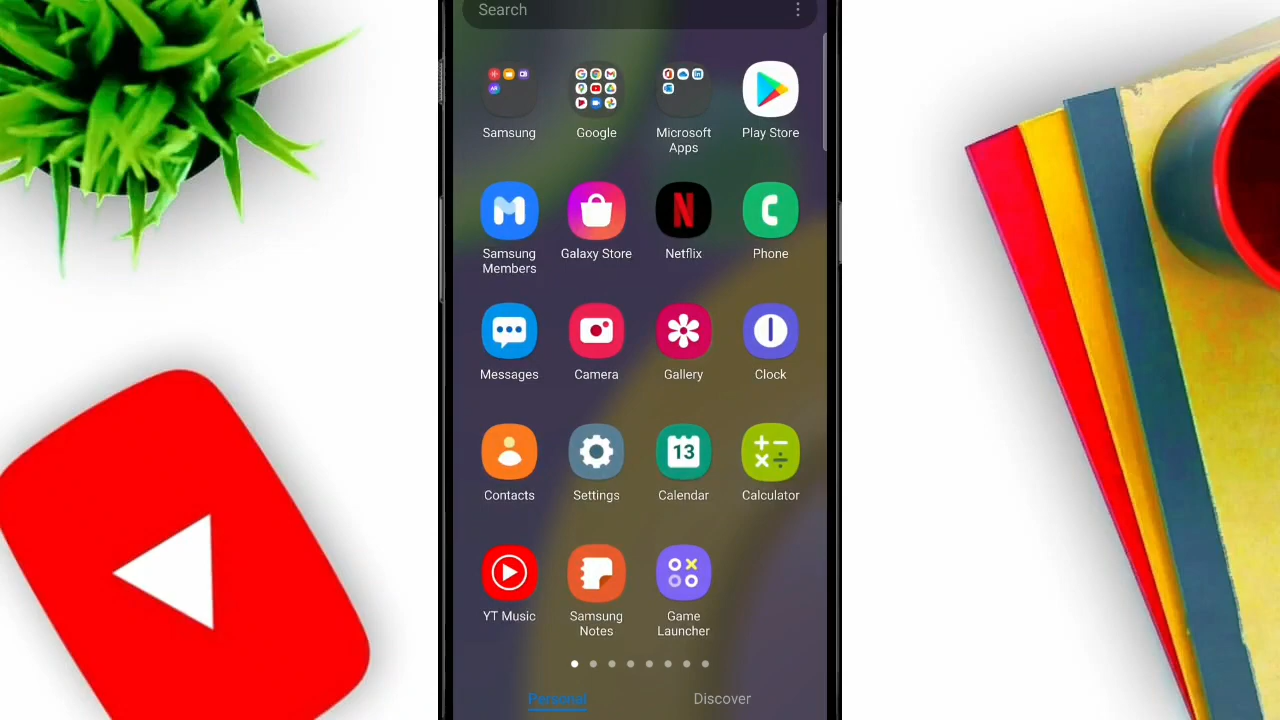 Search
Samsung
Google
Microsoft
Apps
Play Store
Samsung
Members
Galaxy Store
Netflix
Phone
Messages
Camera
Gallery
Clock
Contacts
Settings
13
Calendar
Calculator
YT Music
Samsung
Notes
Game
Launcher
Personal
Discover